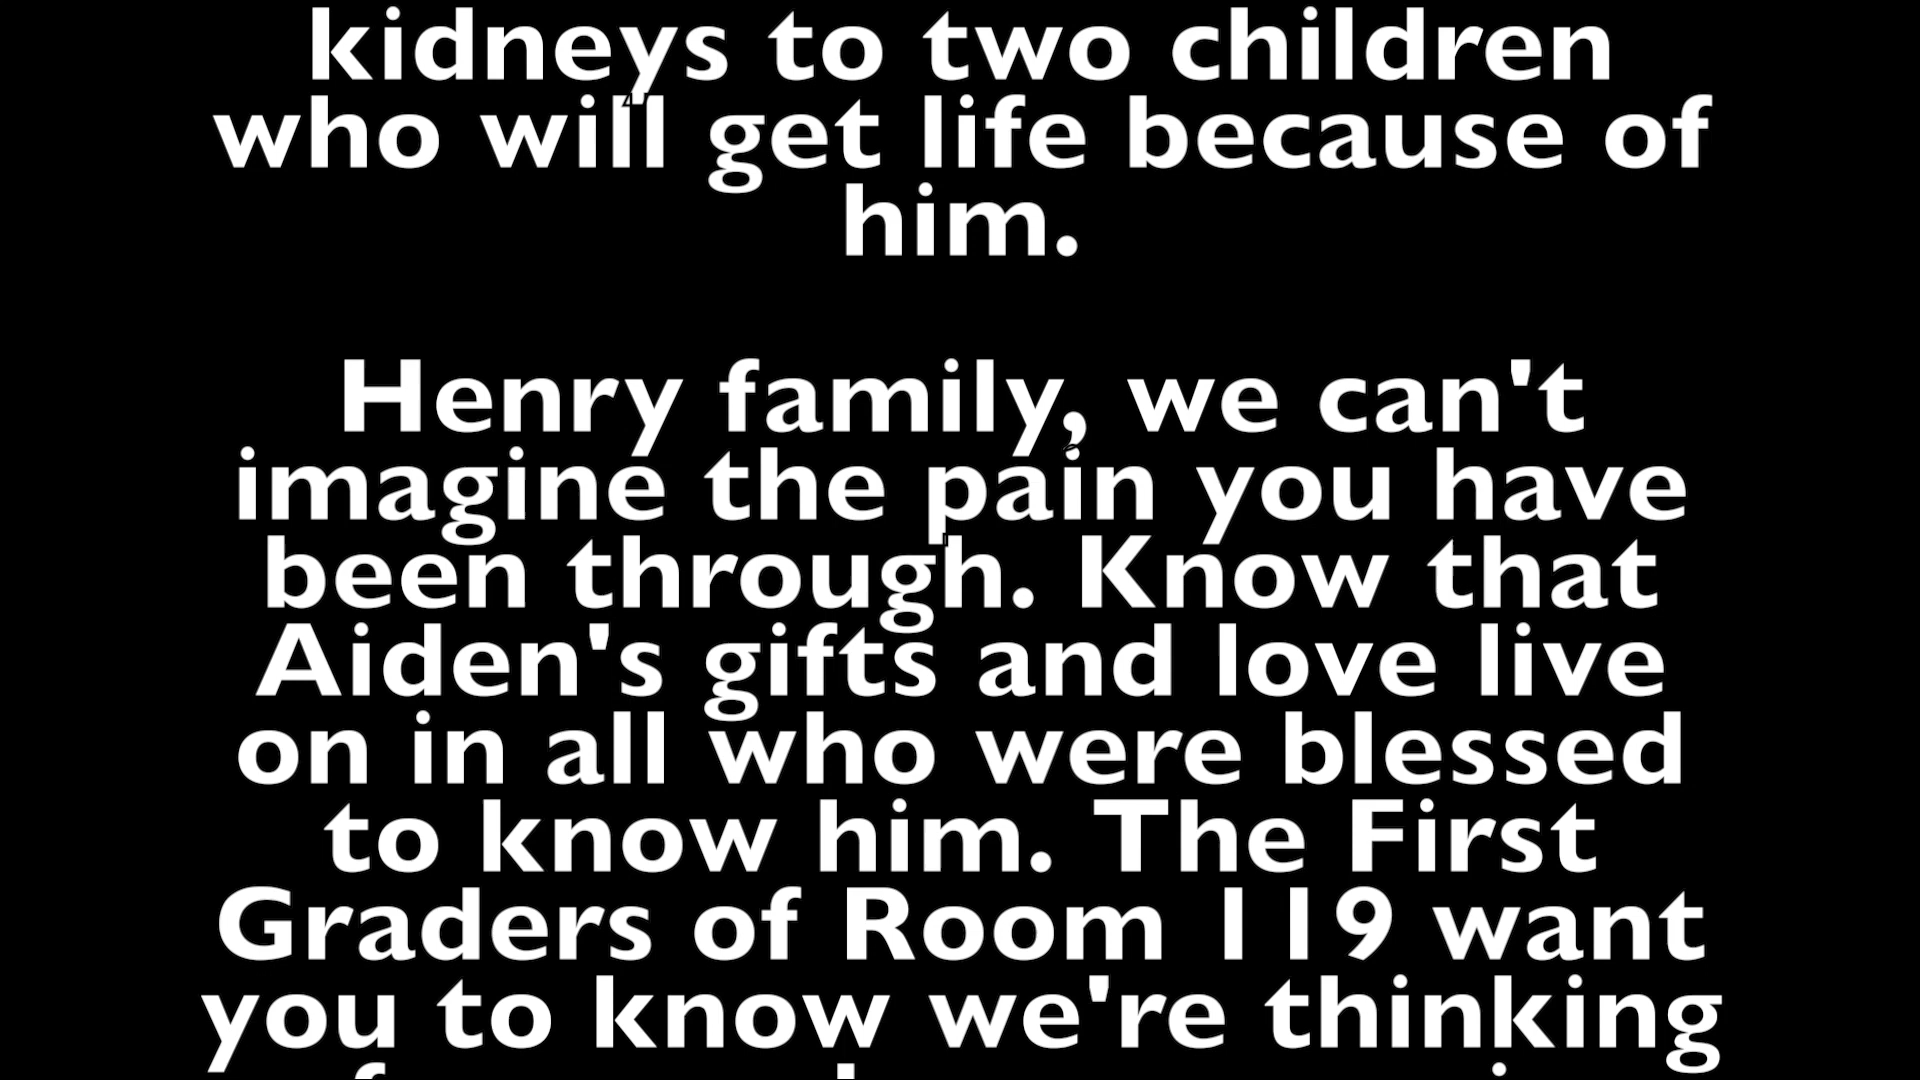 kidneys to two children
who will get life because of
him.
Henry family, we can't
imagine the pain you have
been through. Know that
Aiden's gifts and love live
on in all who were blessed
to know him. The First
Graders of Room 119 want
you to know we're thinking